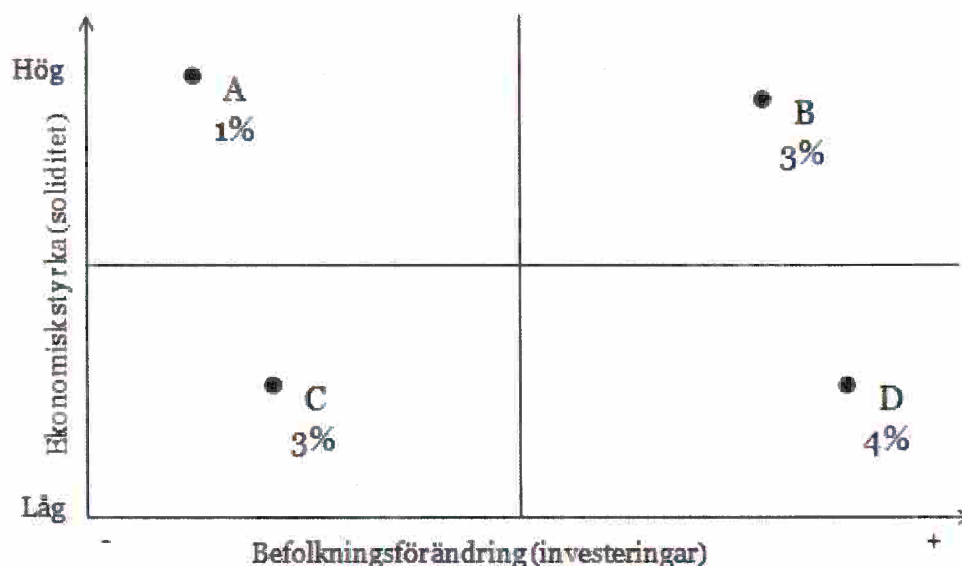 Hög
A
1%
B
3%
Ekonomisk styrka (soliditet)
C
3%
D
4%
Låg
-
+
Befolkningsförändring (investeringar)